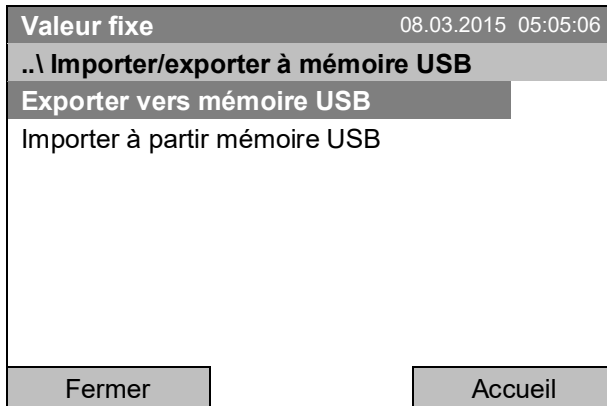 Valeur fixe 08.03.2015 05:05:06
..\ Importer/exporter à mémoire USB
Exporter vers mémoire USB
Importer à partir mémoire USB
Fermer Accueil